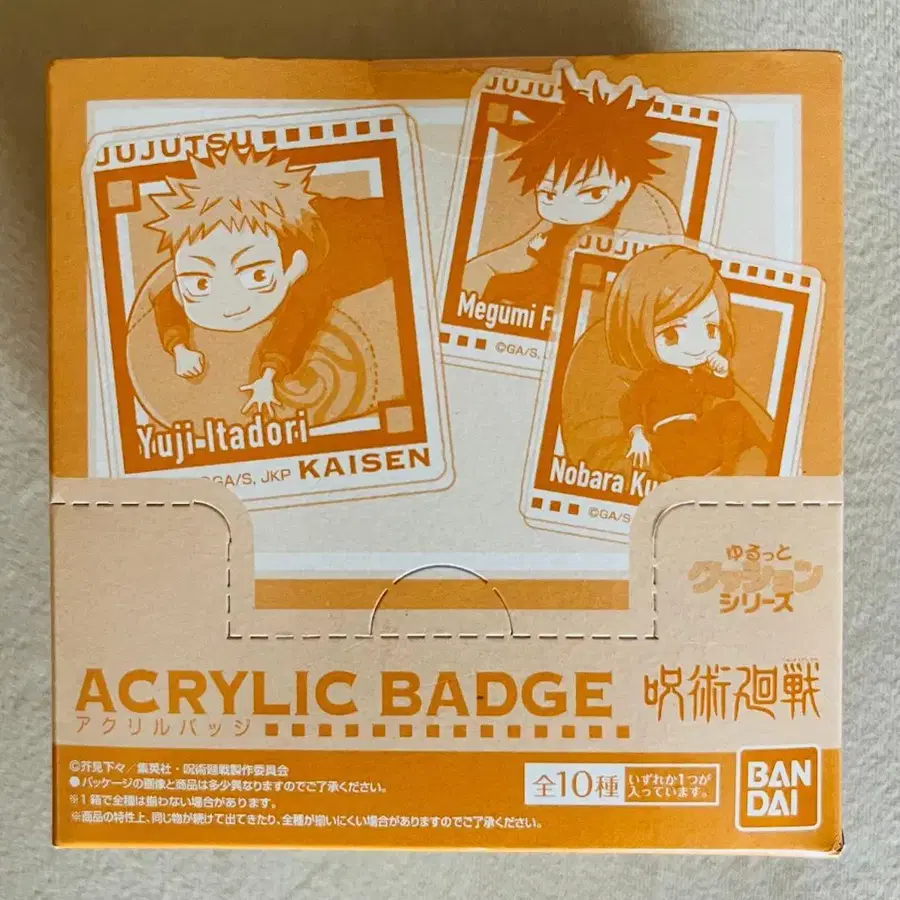 JUJUTSU
Yuji Itadori
©GA/S, JKP KAISEN
JUJUTSU
Megumi
©GA/S,
JUJU
Nobara
©GA/S
ゆるっと
クッション
シリーズ
ACRYLIC BADGE
アクリルバッジ
呪術廻戦
©芥見下々/集英社・呪術廻戦製作委員会
●パッケージの画像と商品は多少異なりますのでご了承ください。
※1箱で全種は揃わない場合があります。
※商品の特性上、同じ物が続けて出てきたり、全種が揃いにくい場合がありますのでご了承ください。
全10種
いずれか1つが
入っています。
BAN
DAI